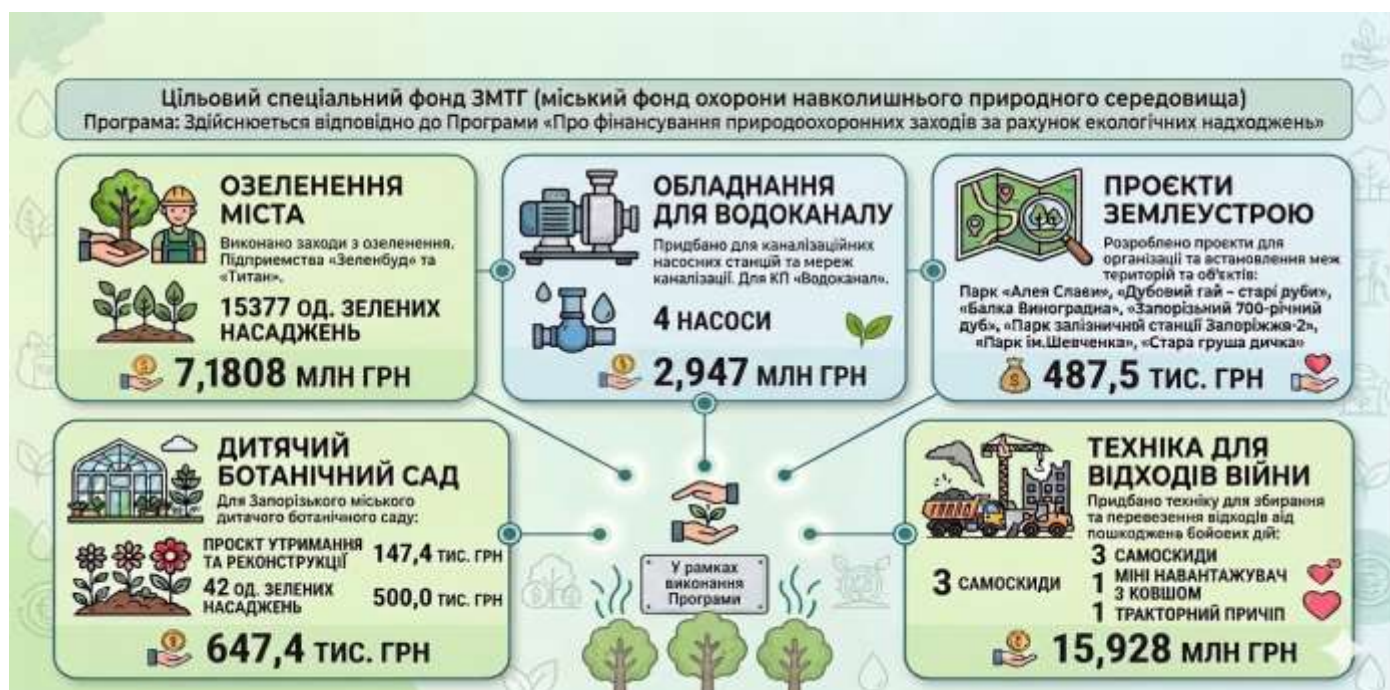 Цільовий спеціальний фонд ЗМТГ (міський фонд охорони навколишнього природного середовища)
Програма: Здійснюеться відповідно до Програми «Про фінансування природоохоронних заходів за рахунок екологічних надходжень»
ОЗЕЛЕНЕННЯ
МІСТА
Виконано заходи з озеленення.
Підприемства «Зеленбуд» та
«Титан».
15377 ОД. ЗЕЛЕНИХ
НАСАДЖЕНЬ
7,1808 МЛН ГРН
ОБЛАДНАННЯ
ДЛЯ ВОДОКАНАЛУ
Придбано для каналізаційних
насосних станцій та мереж
каналізації. Для КП «Водоканал».
4 НАСОСИ
2,947 МЛН ГРН
ПРОЄКТИ
ЗЕМЛЕУСТРОЮ
Розроблено проекти для
організації та встановлення меж
територій та об'єктів:
Парк «Алея Слави», «Дубовий гай – старі дуби»,
«Балка Виноградна», «Запорізьний 700-річний
дуб», «Парк залізничної станції Запоріжжя-2»,
«Парк ім.Шевченка», «Стара груша дичка»
487,5 ТИС. ГРН
ДИТЯЧИЙ
БОТАНІЧНИЙ САД
Для Запорізького міського
дитячого ботанічного саду:
ПРОЄКТ УТРИМАННЯ
ТА РЕКОНСТРУКЦІЇ
147,4 ТИС. ГРН
42 ОД. ЗЕЛЕНИХ
НАСАДЖЕНЬ
500,0 ТИС. ГРН
647,4 ТИС. ГРН
У рамках
виконання
Програми
ТЕХНІКА ДЛЯ
ВІДХОДІВ ВІЙНИ
Придбано техніку для збирання
та перевезення відходів від
пошкоджень бойових дій:
3 САМОСКИДИ
3 САМОСКИДИ
1 МІНІ НАВАНТАЖУВАЧ
З КОВШОМ
1 ТРАКТОРНИЙ ПРИЧІП
15,928 МЛН ГРН